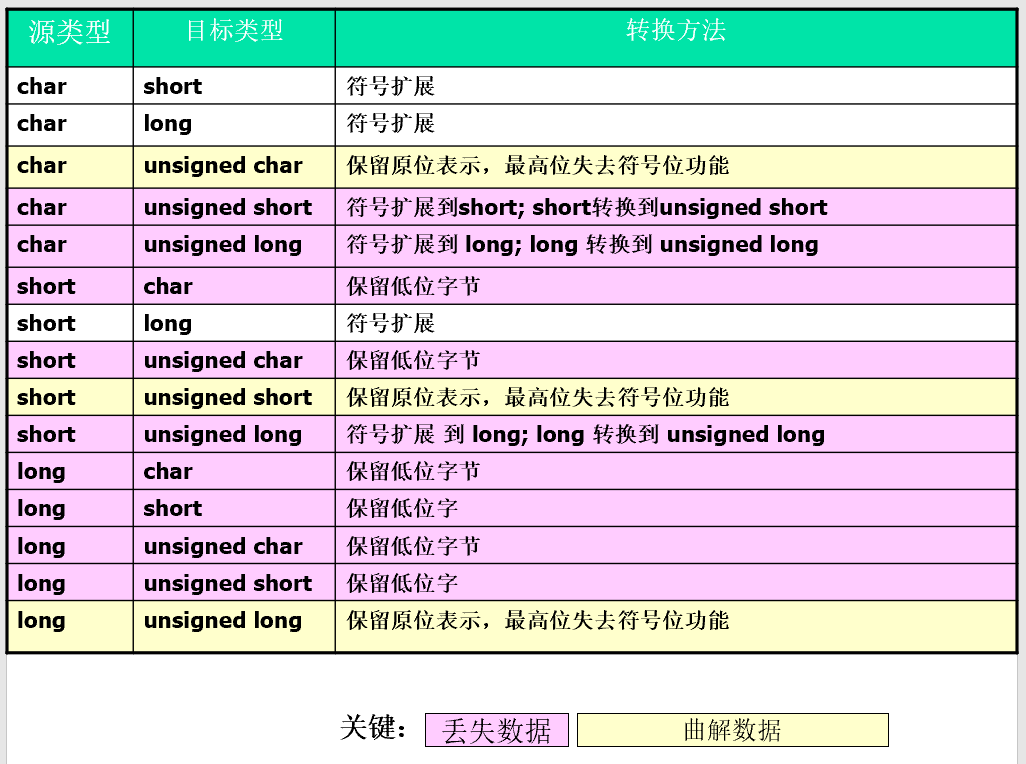 源类型 目标类型 转换方法
char short 符号扩展
char long 符号扩展
char unsigned char 保留原位表示，最高位失去符号位功能
char unsigned short 符号扩展到short; short转换到unsigned short
char unsigned long 符号扩展到 long; long 转换到 unsigned long
short char 保留低位字节
short long 符号扩展
short unsigned char 保留低位字节
short unsigned short 保留原位表示，最高位失去符号位功能
short unsigned long 符号扩展 到 long; long 转换到 unsigned long
long char 保留低位字节
long short 保留低位字
long unsigned char 保留低位字节
long unsigned short 保留低位字
long unsigned long 保留原位表示，最高位失去符号位功能
关键： 丢失数据 曲解数据